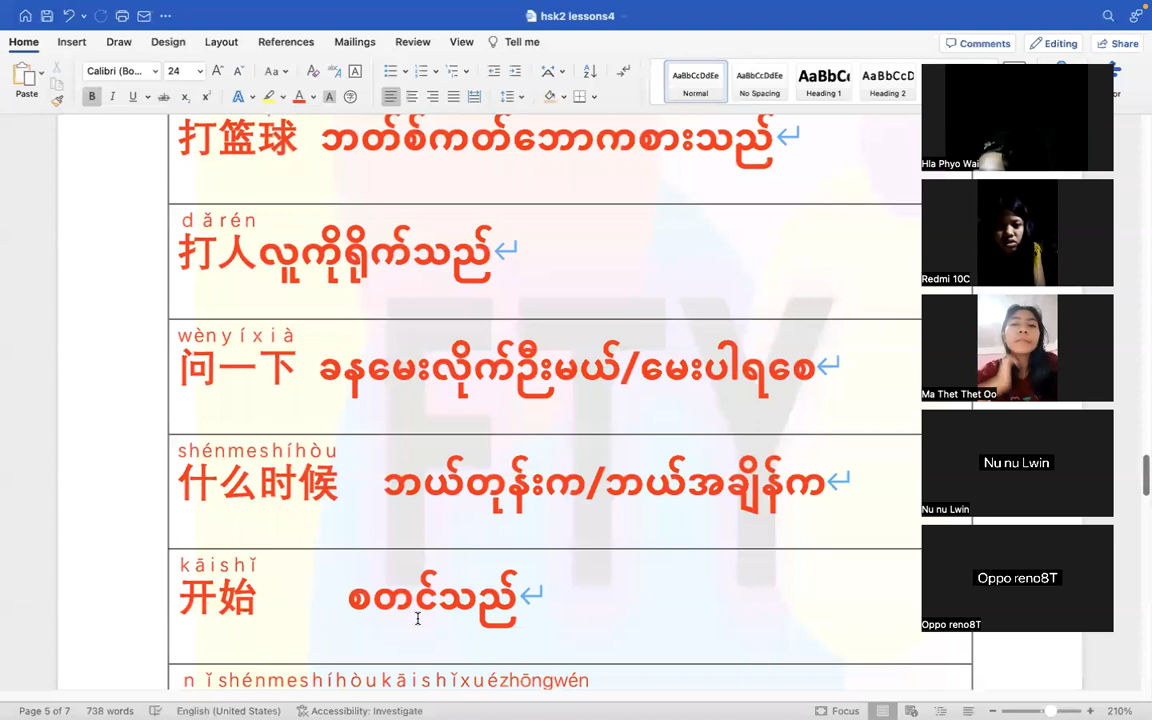 hsk2 lessons4
Home Insert Draw Design Layout References Mailings Review View Tell me
Comments Editing Share
Paste
Calibri (Bo... 24
AaBbCcDdEe AaBbCcDdEe AaBbCc AaBbCcD
Normal No Spacing Heading 1 Heading 2
打篮球 ဘတ်စ်ကတ်ဘောကစားသည်
dǎrén
打人လူကိုရိုက်သည်
wènyíxià
问一下 ခနမေးလိုက်ဦးမယ်/မေးပါရစေ
shénmeshíhòu
什么时候 ဘယ်တုန်းက/ဘယ်အချိန်က
kāishǐ
开始 စတင်သည်
nǐshénmeshíhòukāishǐxuézhōngwén
FTY
Hla Phyo Wai
Redmi 10C
Ma Thet Thet Oo
Nu nu Lwin
Nu nu Lwin
Oppo reno8T
Oppo reno8T
Page 5 of 7 738 words English (United States) Accessibility: Investigate Focus 210%